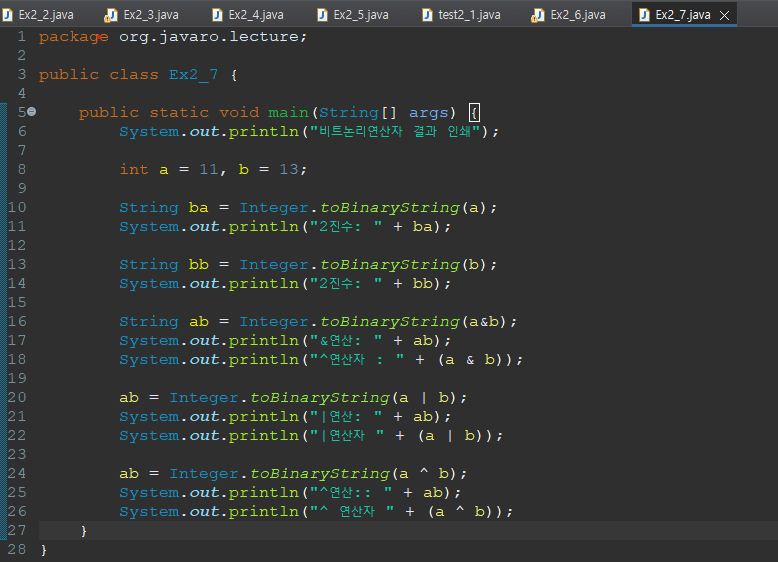 Ex2_2.java Ex2_3.java Ex2_4.java Ex2_5.java test2_1.java Ex2_6.java Ex2_7.java
1 package org.javaro.lecture;
2
3 public class Ex2_7 {
4
5 public static void main(String[] args) {
6 System.out.println("비트논리연산자 결과 인쇄");
7
8 int a = 11, b = 13;
9
10 String ba = Integer.toBinaryString(a);
11 System.out.println("2진수: " + ba);
12
13 String bb = Integer.toBinaryString(b);
14 System.out.println("2진수: " + bb);
15
16 String ab = Integer.toBinaryString(a&b);
17 System.out.println("&연산: " + ab);
18 System.out.println("^연산자 : " + (a & b));
19
20 ab = Integer.toBinaryString(a | b);
21 System.out.println("|연산: " + ab);
22 System.out.println("|연산자 " + (a | b));
23
24 ab = Integer.toBinaryString(a ^ b);
25 System.out.println("^연산:: " + ab);
26 System.out.println("^ 연산자 " + (a ^ b));
27 }
28 }